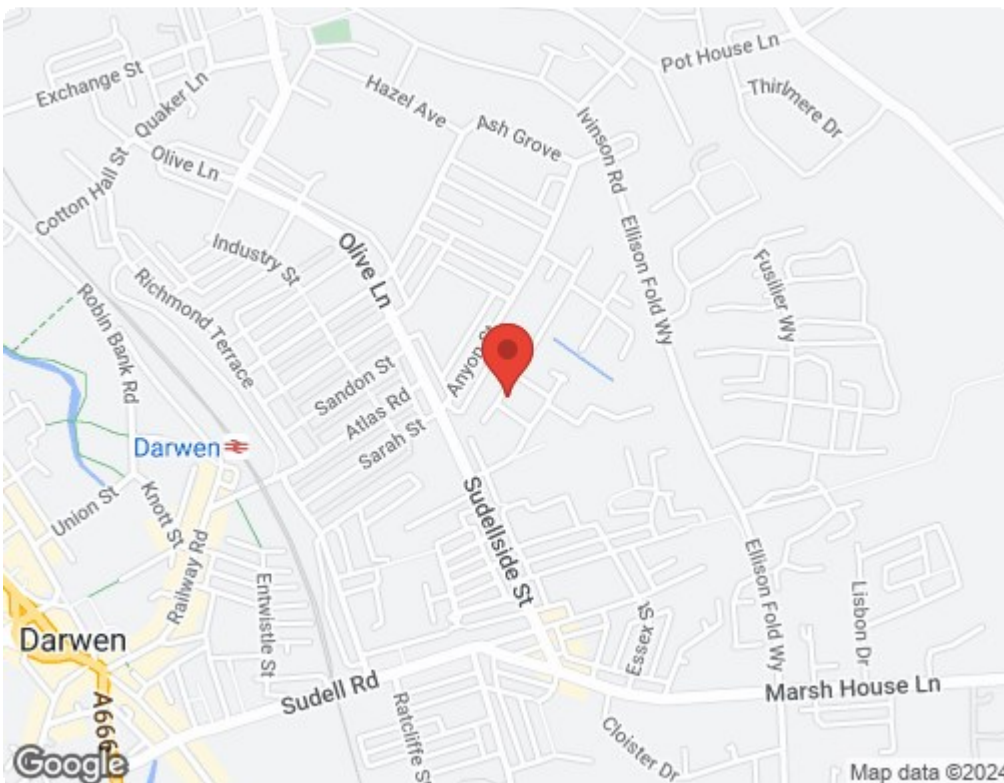 Exchange St
Quaker Ln
Hazel Ave
Ash Grove
Pot House Ln
Thirlmere Dr
Ivinson Rd
Olive Ln
Cotton Hall St
Industry St
Olive Ln
Ellison Fold Wy
Fusilier Wy
Robin Bank Rd
Richmond Terrace
Sandon St
Anyon St
Atlas Rd
Sarah St
Darwen
Union St
Knott St
Railway Rd
Sudellside St
Entwistle St
Ellison Fold Wy
Lisbon Dr
Essex St
Darwen
A666
Sudell Rd
Marsh House Ln
Ratcliffe St
Cloister Dr
Google
Map data ©2024